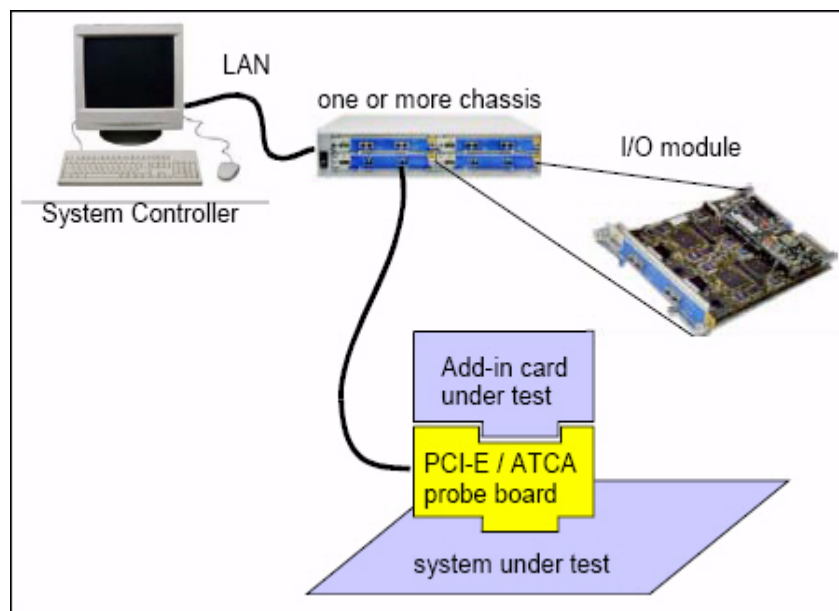 LAN
one or more chassis
I/O module
System Controller
Add-in card
under test
PCI-E / ATCA
probe board
system under test